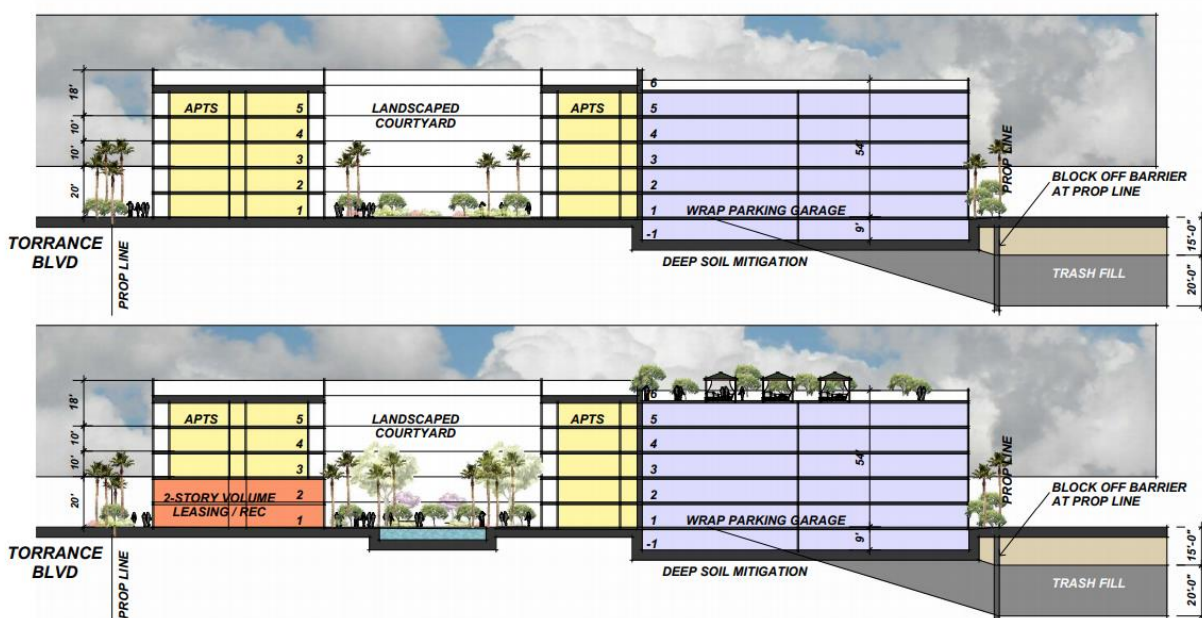 18'
10'
10'
20'
APTS
5
4
3
2
1
LANDSCAPED
COURTYARD
APTS
6
5
4
3
2
1
-1
WRAP PARKING GARAGE
54'
9'
PROP LINE
BLOCK OFF BARRIER
AT PROP LINE
TORRANCE
BLVD
PROP LINE
DEEP SOIL MITIGATION
TRASH FILL
15'-0"
20'-0"
18'
10'
10'
20'
APTS
5
4
3
2-STORY VOLUME
LEASING / REC
2
1
LANDSCAPED
COURTYARD
APTS
6
5
4
3
2
1
-1
WRAP PARKING GARAGE
54'
9'
PROP LINE
BLOCK OFF BARRIER
AT PROP LINE
TORRANCE
BLVD
PROP LINE
DEEP SOIL MITIGATION
TRASH FILL
15'-0"
20'-0"